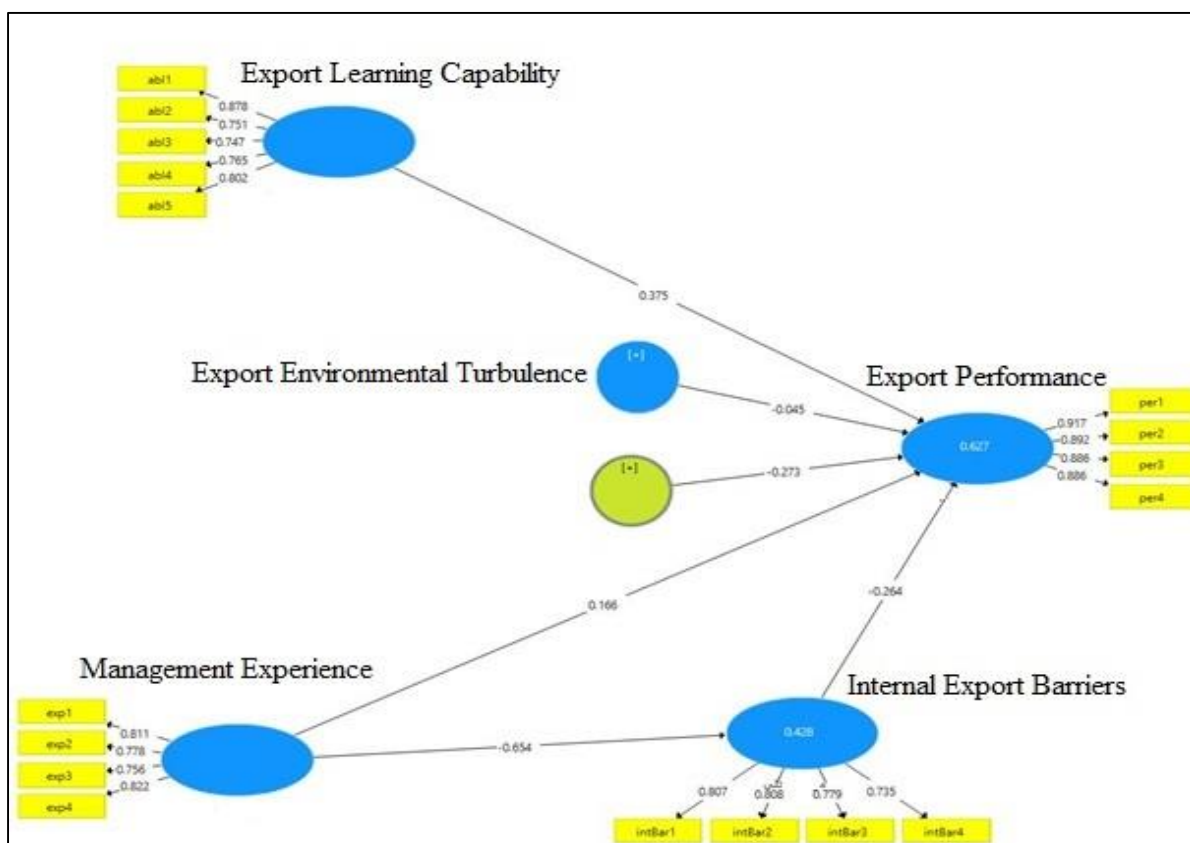 Export Learning Capability
abl1
abl2
abl3
abl4
abl5
0.878
0.751
0.747
0.765
0.802
0.375
[+]
Export Environmental Turbulence
-0.045
[+]
-0.273
Export Performance
0.627
0.917
0.892
0.886
0.886
per1
per2
per3
per4
0.166
-0.264
Management Experience
exp1
exp2
exp3
exp4
0.811
0.778
0.756
0.822
-0.654
Internal Export Barriers
0.428
0.807
0.808
0.779
0.735
intBar1
intBar2
intBar3
intBar4